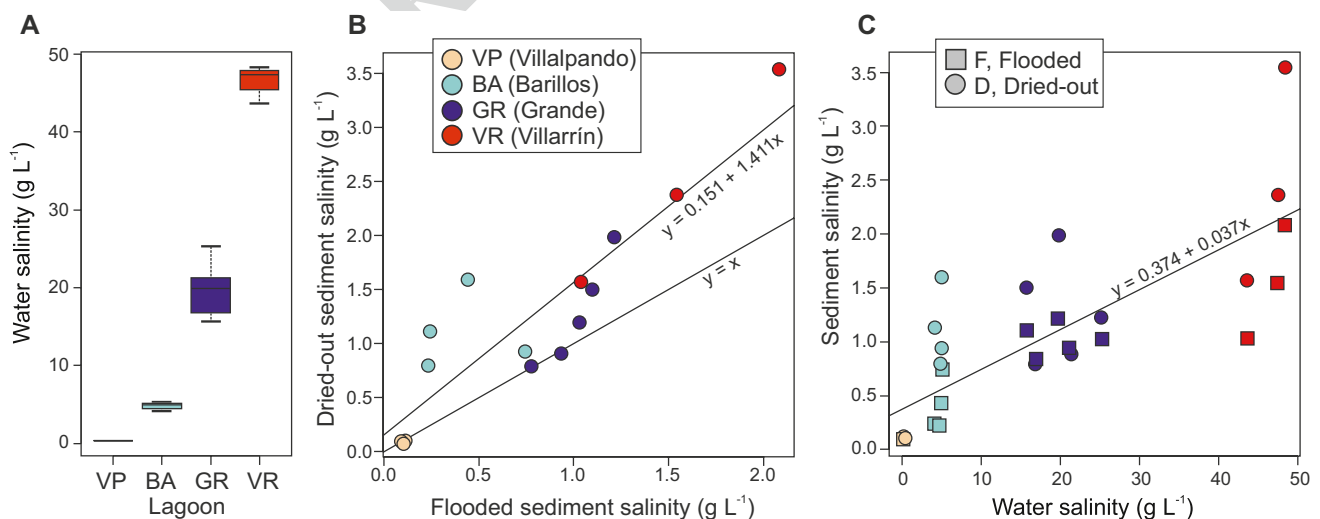 A
Water salinity (g L-1)
50
40
30
20
10
0
VP BA GR VR
Lagoon
B
Dried-out sediment salinity (g L-1)
3.5
3.0
2.5
2.0
1.5
1.0
0.5
0.0
VP (Villalpando)
BA (Barillos)
GR (Grande)
VR (Villarrín)
y = 0.151 + 1.411x
y = x
0.0 0.5 1.0 1.5 2.0
Flooded sediment salinity (g L-1)
C
Sediment salinity (g L-1)
3.5
3.0
2.5
2.0
1.5
1.0
0.5
0.0
F, Flooded
D, Dried-out
y = 0.374 + 0.037x
0 10 20 30 40 50
Water salinity (g L-1)